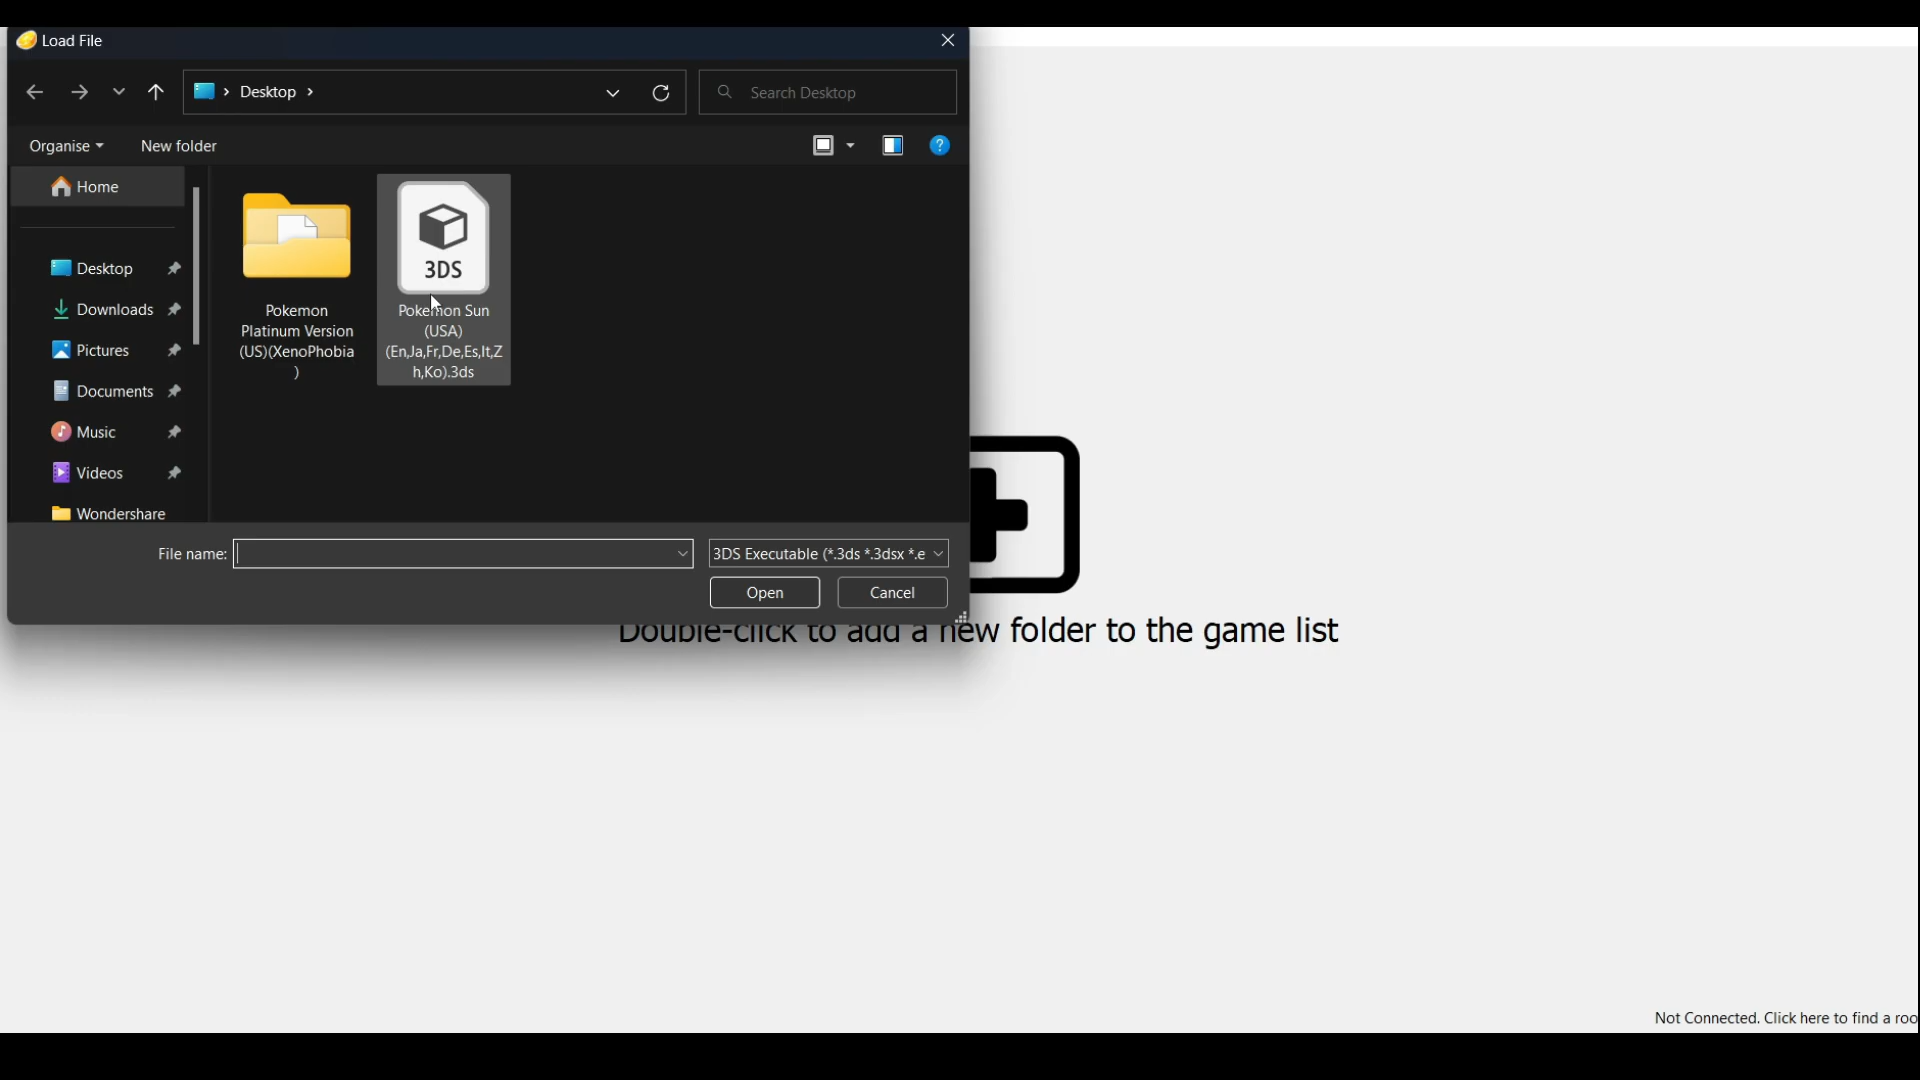 Load File
Desktop
Search Desktop
Organise
New folder
Home
Desktop
Downloads
Pictures
Documents
Music
Videos
Wondershare
Pokemon
Platinum Version
(US)(XenoPhobia
)
3DS
Pokemon Sun
(USA)
(En,Ja,Fr,De,Es,It,Z
h,Ko).3ds
File name:
3DS Executable (*.3ds *.3dsx *.e
Open
Cancel
Double-click to add a new folder to the game list
Not Connected. Click here to find a roo